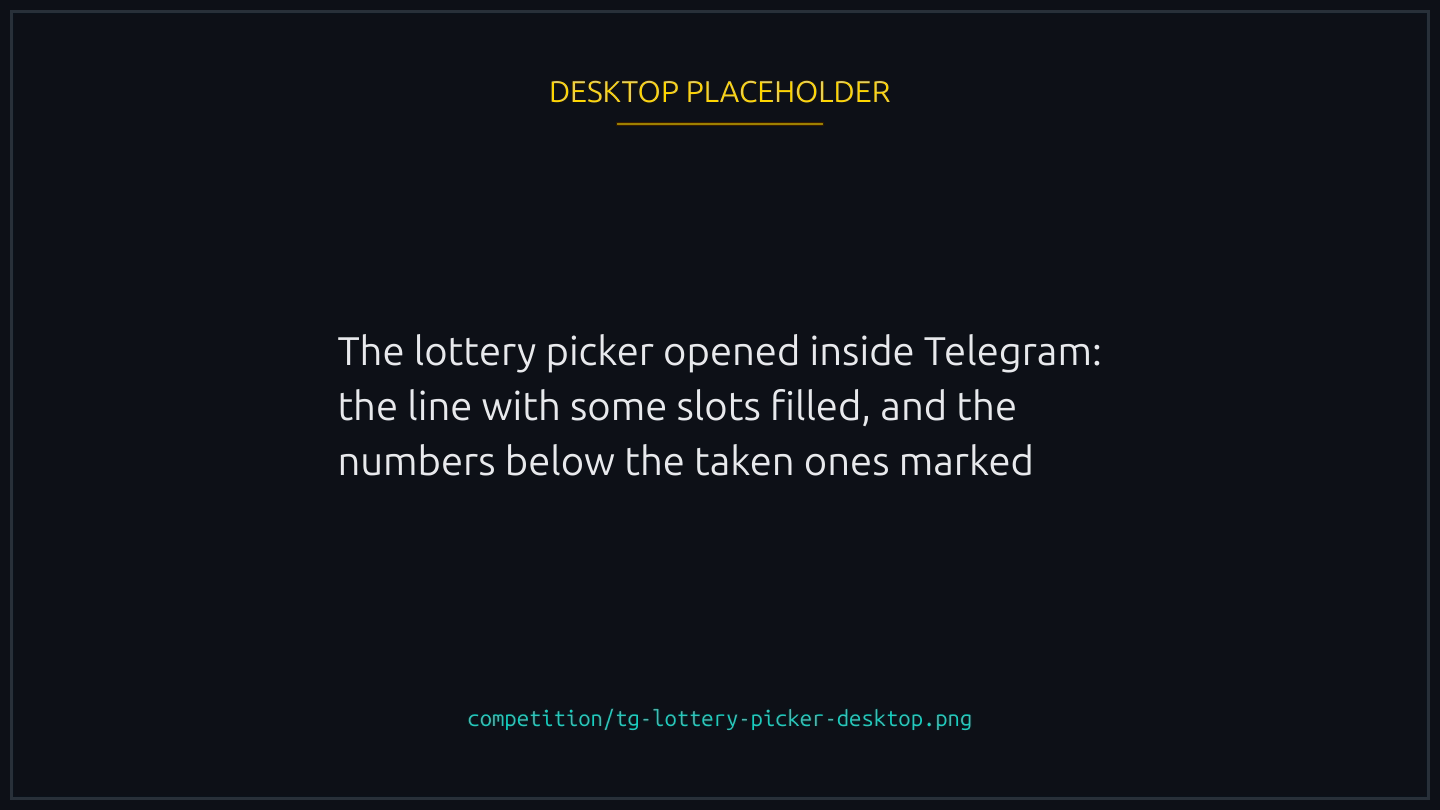 DESKTOP PLACEHOLDER
The lottery picker opened inside Telegram:
the line with some slots filled, and the
numbers below the taken ones marked
competition/tg-lottery-picker-desktop.png